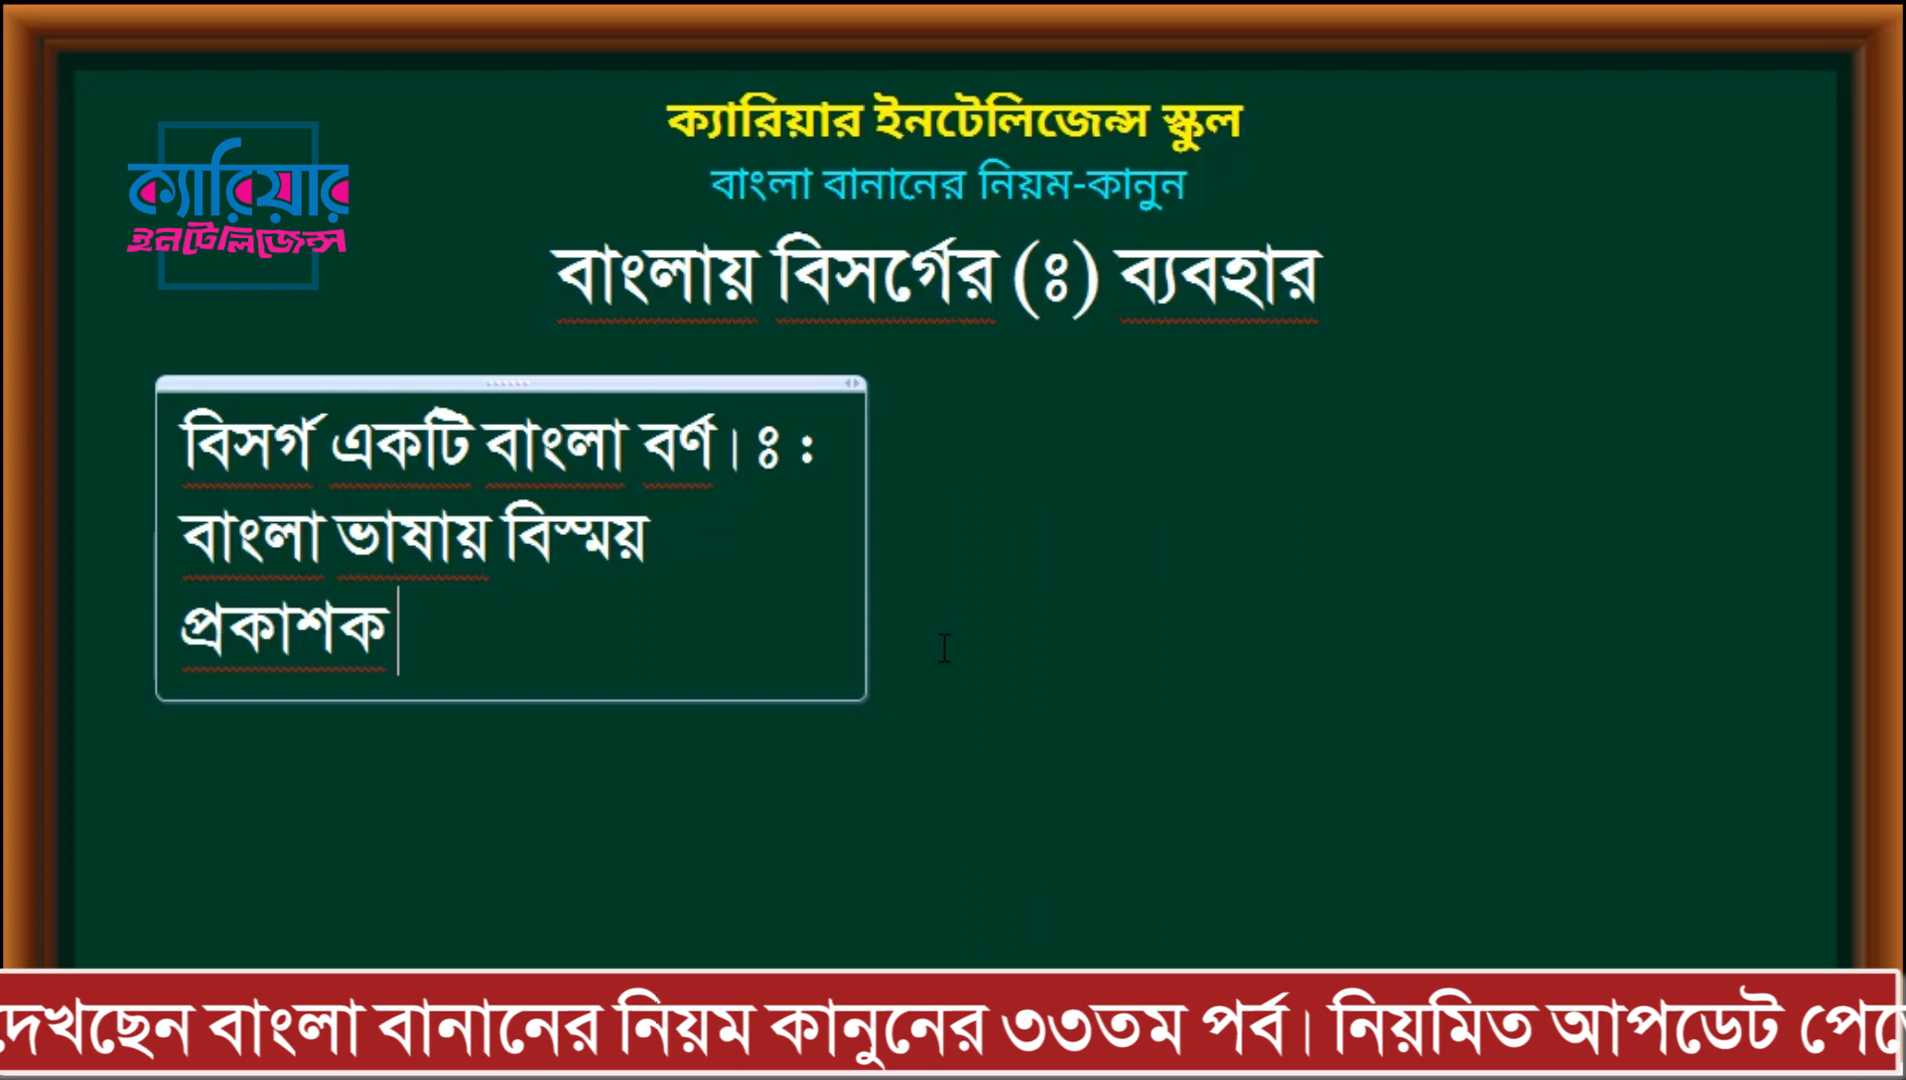 ক্যারিয়ার ইনটেলিজেন্স স্কুল
ক্যারিয়ার
ইনটেলিজেন্স
বাংলা বানানের নিয়ম-কানুন
বাংলায় বিসর্গের (ঃ) ব্যবহার
বিসর্গ একটি বাংলা বর্ণ। ঃ :
বাংলা ভাষায় বিস্ময়
প্রকাশক
দেখছেন বাংলা বানানের নিয়ম কানুনের ৩৩তম পর্ব। নিয়মিত আপডেট